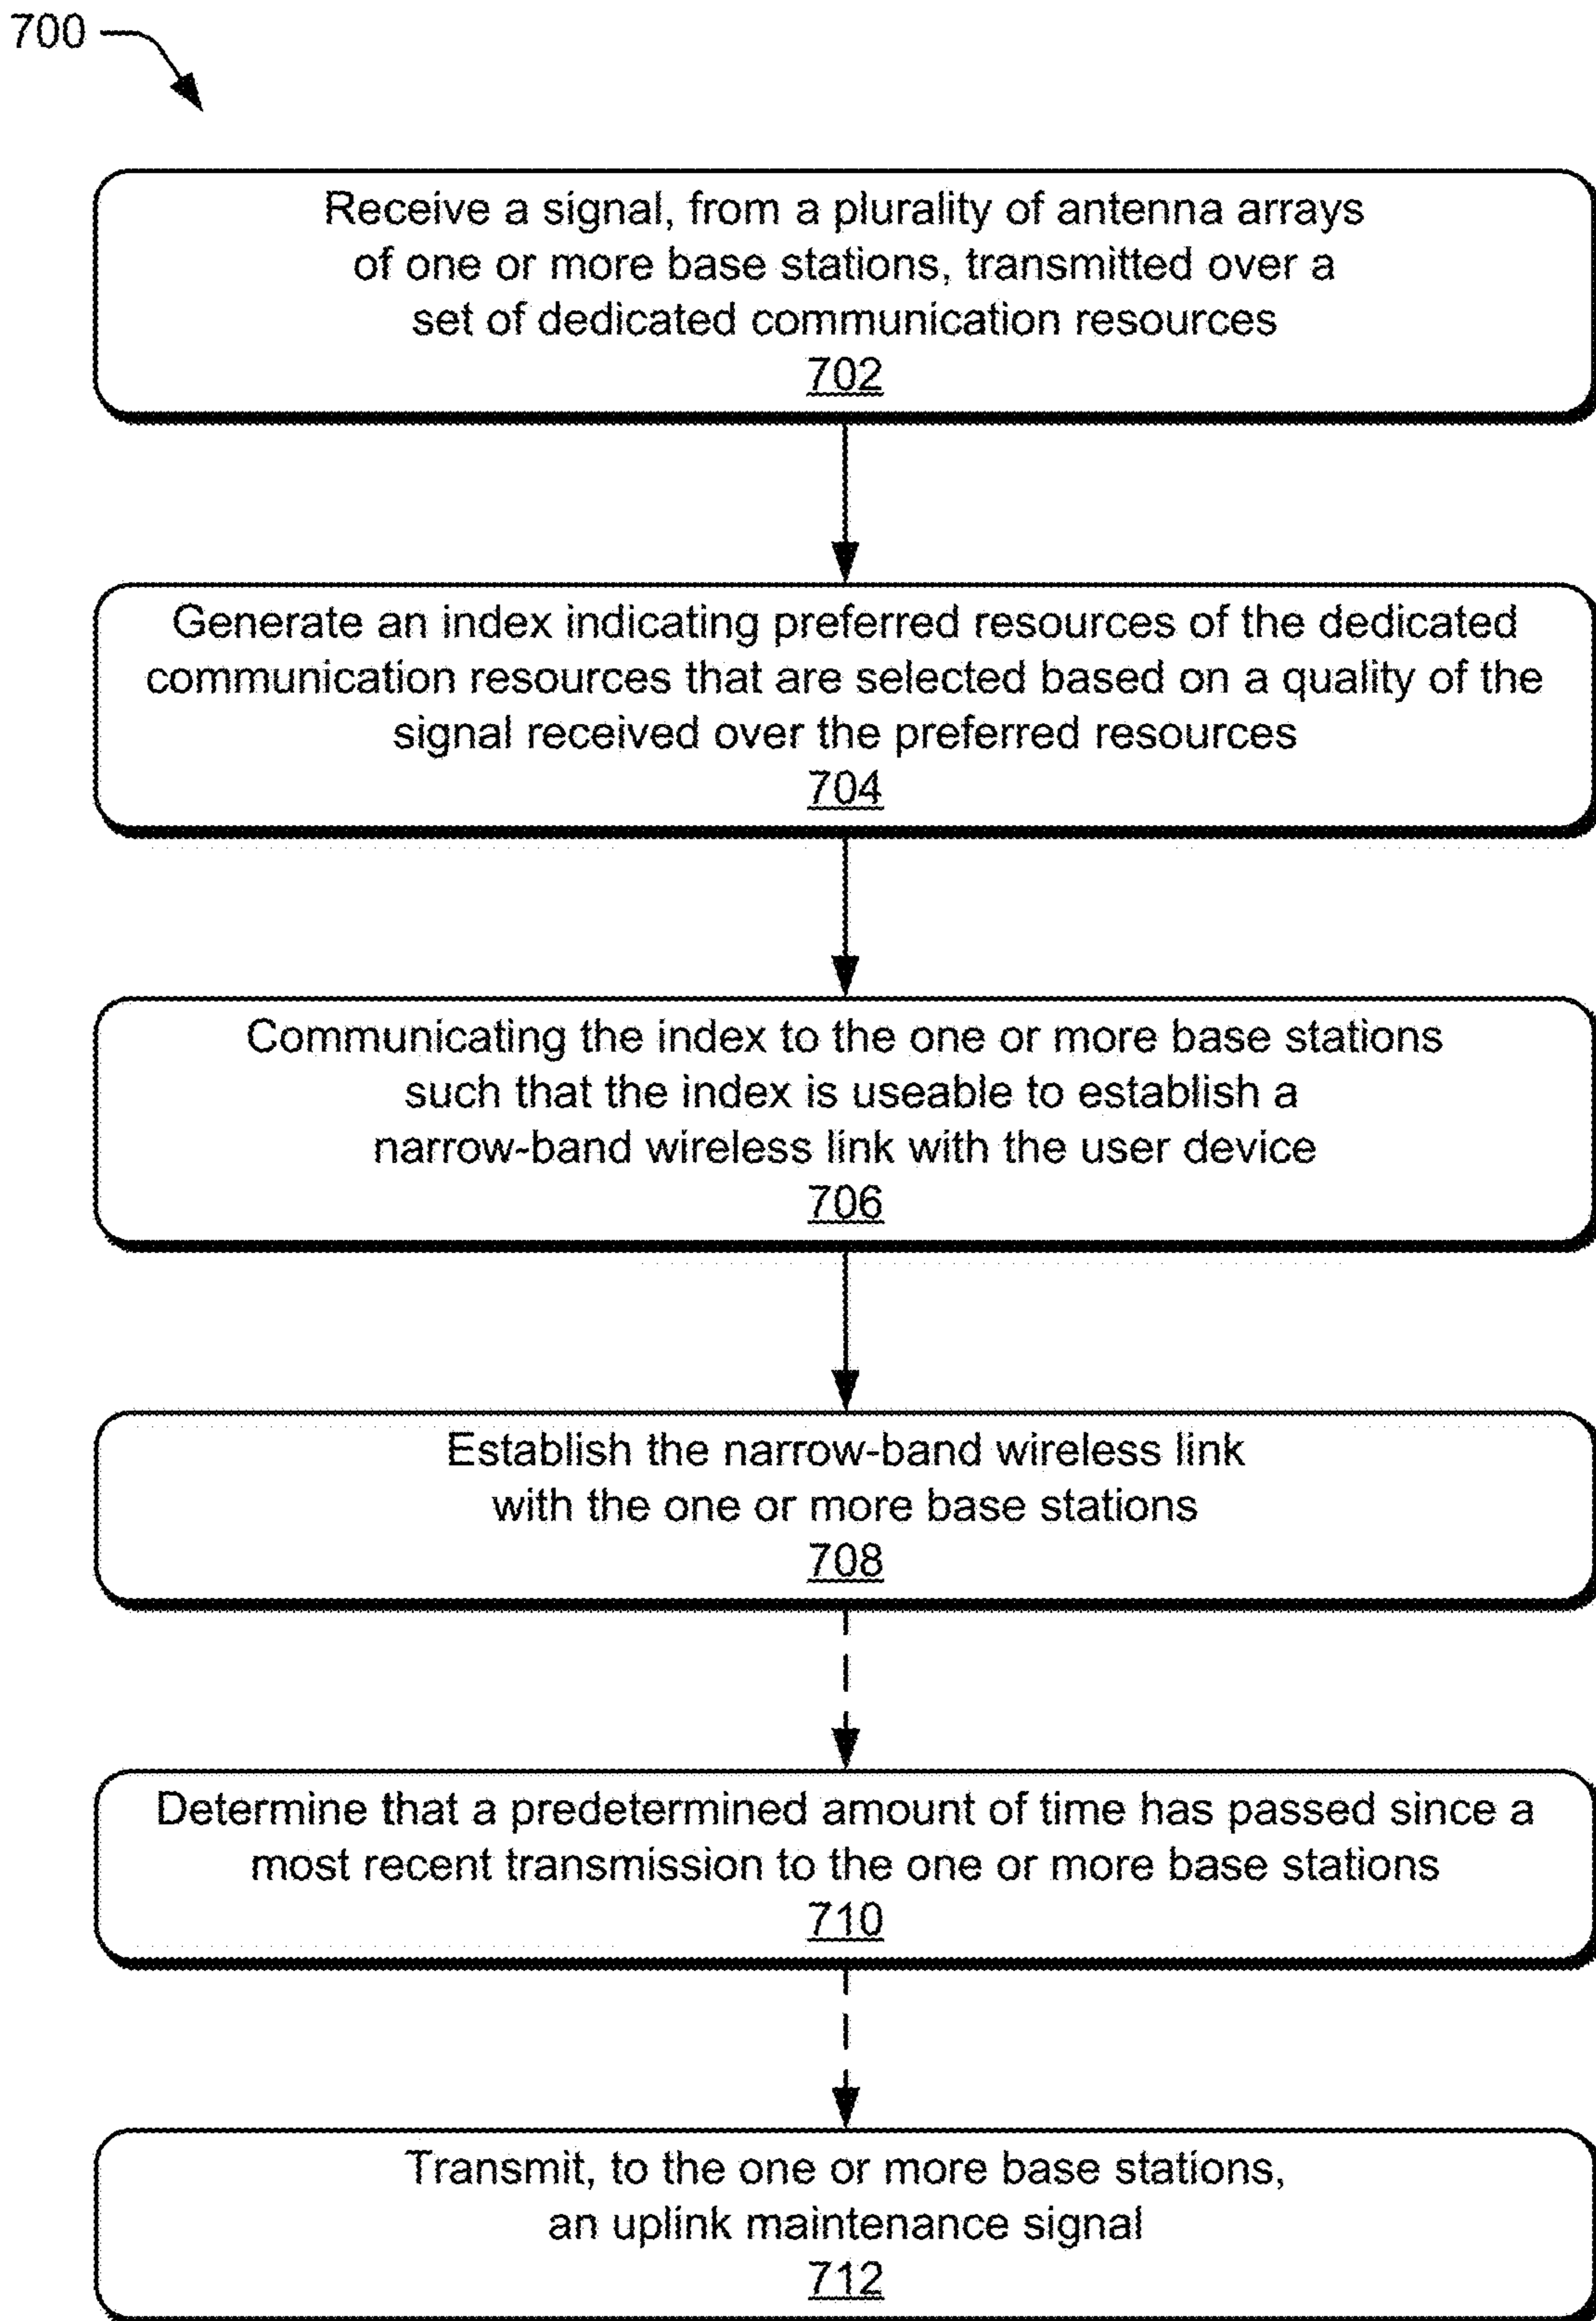 700
Receive a signal, from a plurality of antenna arrays
of one or more base stations, transmitted over a
set of dedicated communication resources
702
Generate an index indicating preferred resources of the dedicated
communication resources that are selected based on a quality of the
signal received over the preferred resources
704
Communicating the index to the one or more base stations
such that the index is useable to establish a
narrow-band wireless link with the user device
706
Establish the narrow-band wireless link
with the one or more base stations
708
Determine that a predetermined amount of time has passed since a
most recent transmission to the one or more base stations
710
Transmit, to the one or more base stations,
an uplink maintenance signal
712